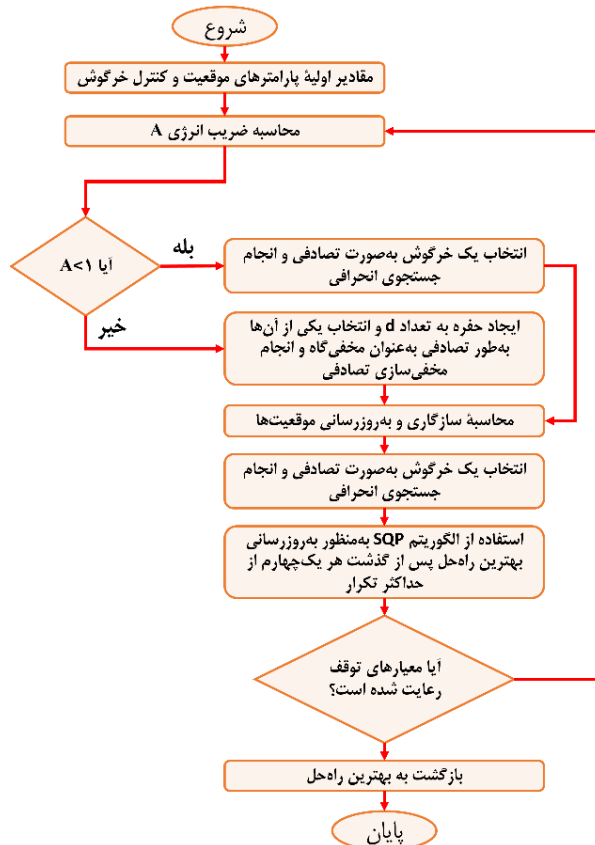 شروع
مقادیر اولیهٔ پارامترهای موقعیت و کنترل خرگوش
محاسبه ضریب انرژی A
آیا A<۱
بله
انتخاب یک خرگوش به‌صورت تصادفی و انجام
جستجوی انحرافی
خیر
ایجاد حفره به تعداد d و انتخاب یکی از آن‌ها
به‌طور تصادفی به‌عنوان مخفی‌گاه و انجام
مخفی‌سازی تصادفی
محاسبهٔ سازگاری و به‌روزرسانی موقعیت‌ها
انتخاب یک خرگوش به‌صورت تصادفی و انجام
جستجوی انحرافی
استفاده از الگوریتم SQP به‌منظور به‌روزرسانی
بهترین راه‌حل پس از گذشت هر یک‌چهارم از
حداکثر تکرار
آیا معیارهای توقف
رعایت شده است؟
بازگشت به بهترین راه‌حل
پایان